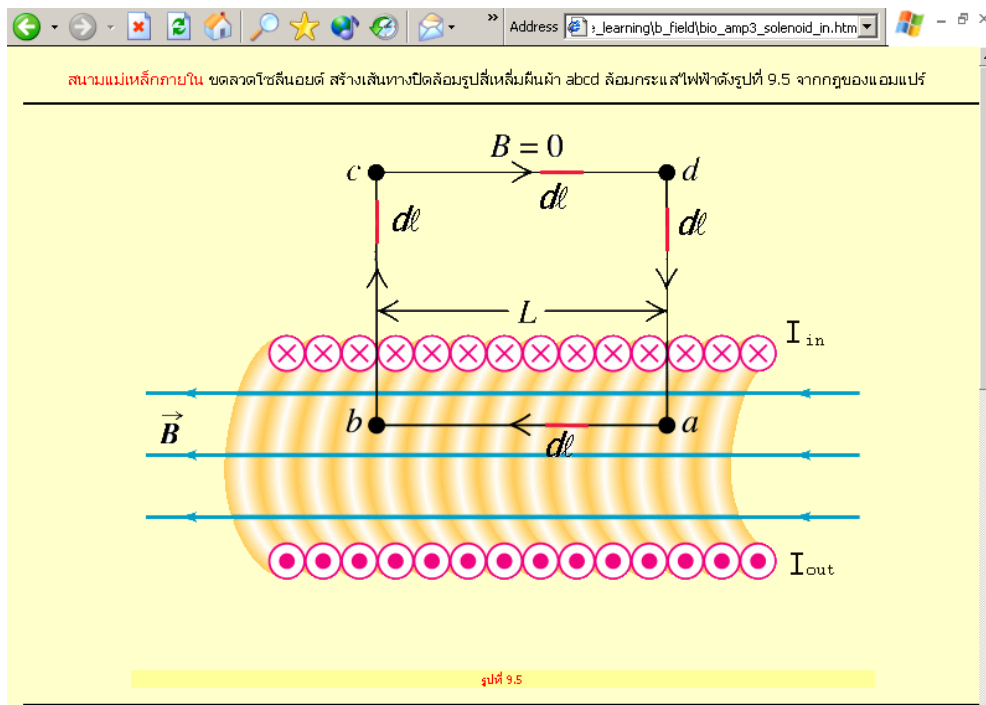 » Address :_learning\b_field\bio_amp3_solenoid_in.htm
สนามแม่เหล็กภายใน ขดลวดโซลีนอยด์ สร้างเส้นทางปิดล้อมรูปสี่เหลี่มผืนผ้า abcd ล้อมกระแสไฟฟ้าดังรูปที่ 9.5 จากกฎของแอมแปร์
B = 0
c
d
dℓ
dℓ
dℓ
L
I in
B
b
a
dℓ
I out
รูปที่ 9.5